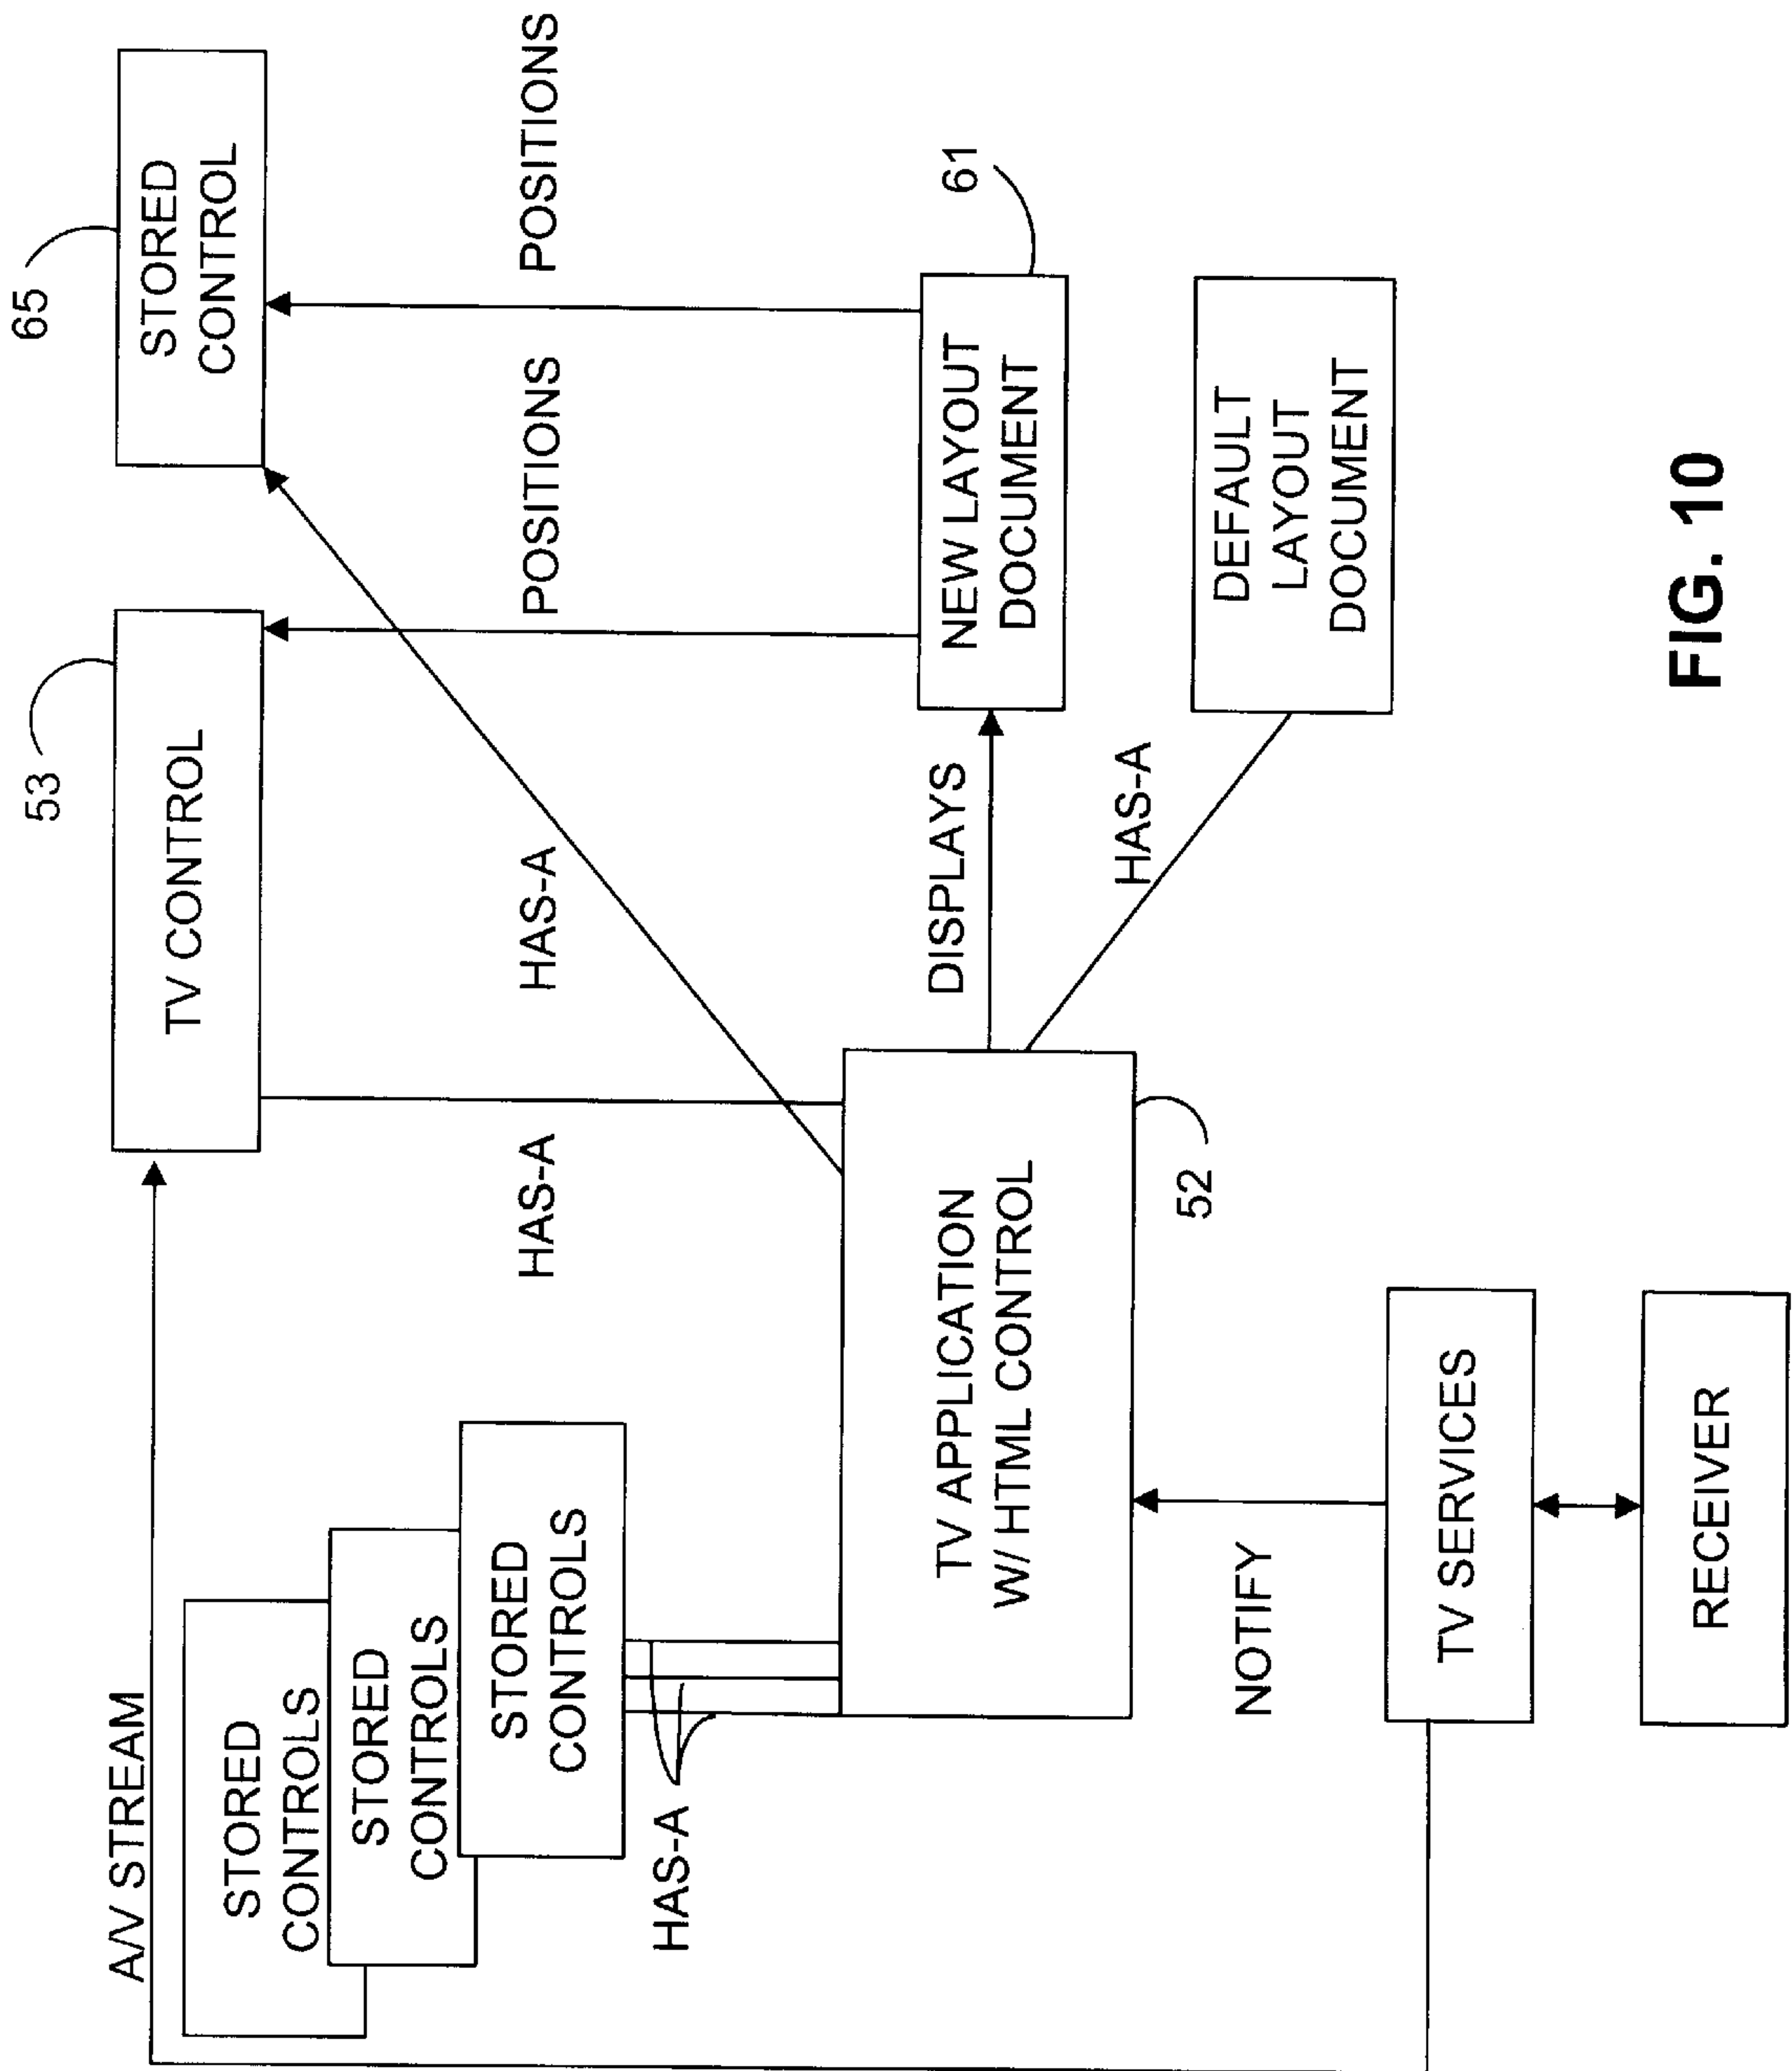 65
STORED
CONTROL
53
TV CONTROL
A/V STREAM
STORED
CONTROLS
STORED
CONTROLS
STORED
CONTROLS
HAS-A
HAS-A
HAS-A
POSITIONS
POSITIONS
TV APPLICATION
W/ HTML CONTROL
52
DISPLAYS
NEW LAYOUT
DOCUMENT
61
HAS-A
DEFAULT
LAYOUT
DOCUMENT
NOTIFY
TV SERVICES
RECEIVER
FIG. 10